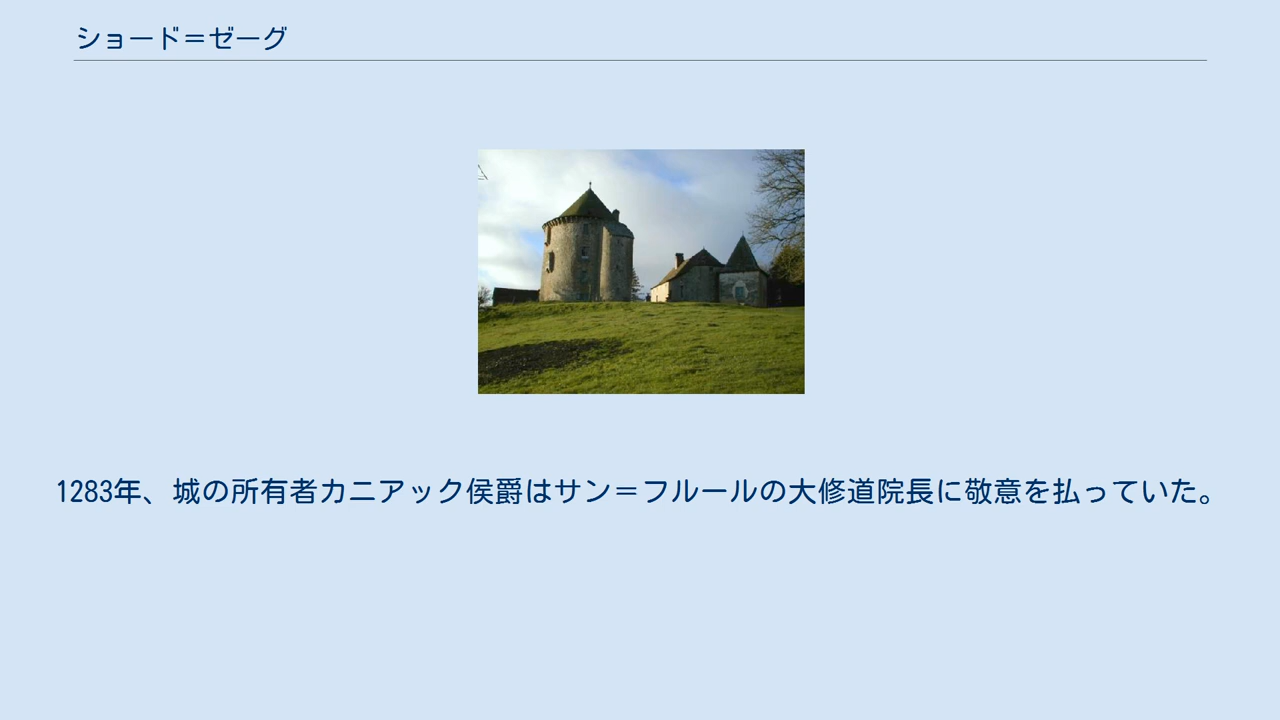 ショード＝ゼーグ
1283年、城の所有者カニアック侯爵はサン＝フルールの大修道院長に敬意を払っていた。